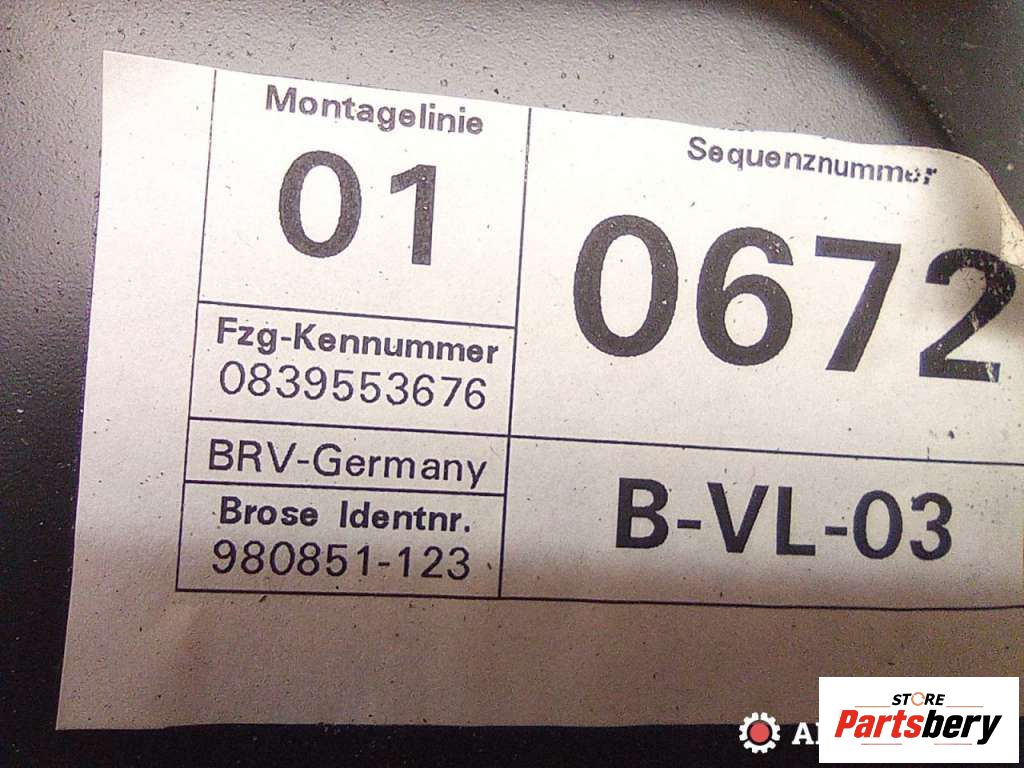 Montagelinie
01
Sequenznummer
0672
Fzg-Kennummer
0839553676
BRV-Germany
Brose Identnr.
980851-123
B-VL-03
STORE
Partsbery